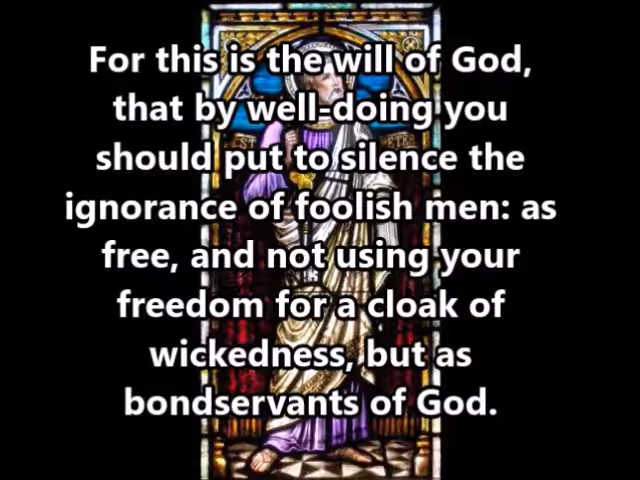 For this is the will of God,
that by well-doing you
should put to silence the
ignorance of foolish men: as
free, and not using your
freedom for a cloak of
wickedness, but as
bondservants of God.